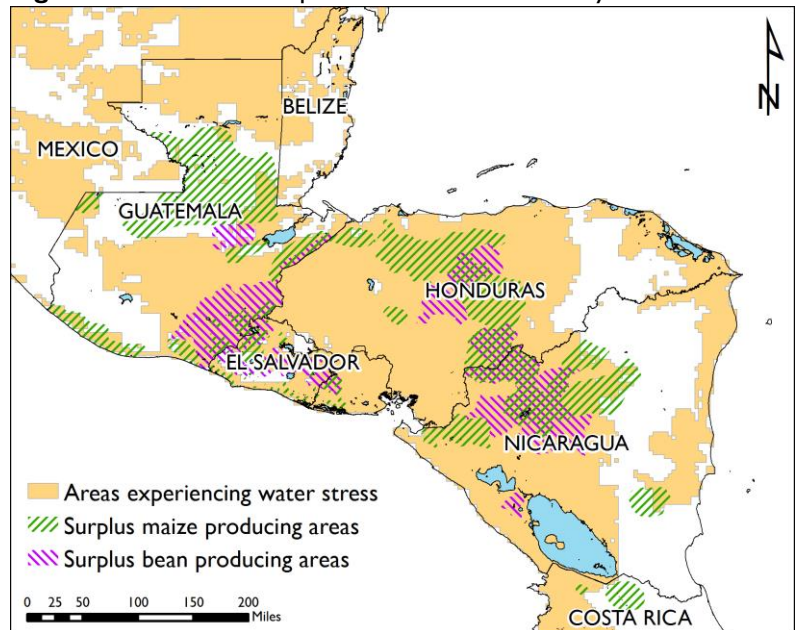 BELIZE
MEXICO
GUATEMALA
HONDURAS
EL SALVADOR
NICARAGUA
COSTA RICA
N
Areas experiencing water stress
Surplus maize producing areas
Surplus bean producing areas
0 25 50 100 150 200
Miles